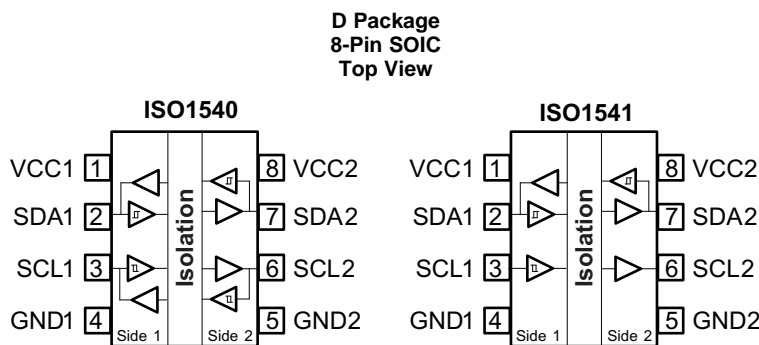 D Package
8-Pin SOIC
Top View
ISO1540
VCC1 1 8 VCC2
SDA1 2 7 SDA2
SCL1 3 6 SCL2
GND1 4 5 GND2
Isolation
Side 1 Side 2
ISO1541
VCC1 1 8 VCC2
SDA1 2 7 SDA2
SCL1 3 6 SCL2
GND1 4 5 GND2
Isolation
Side 1 Side 2